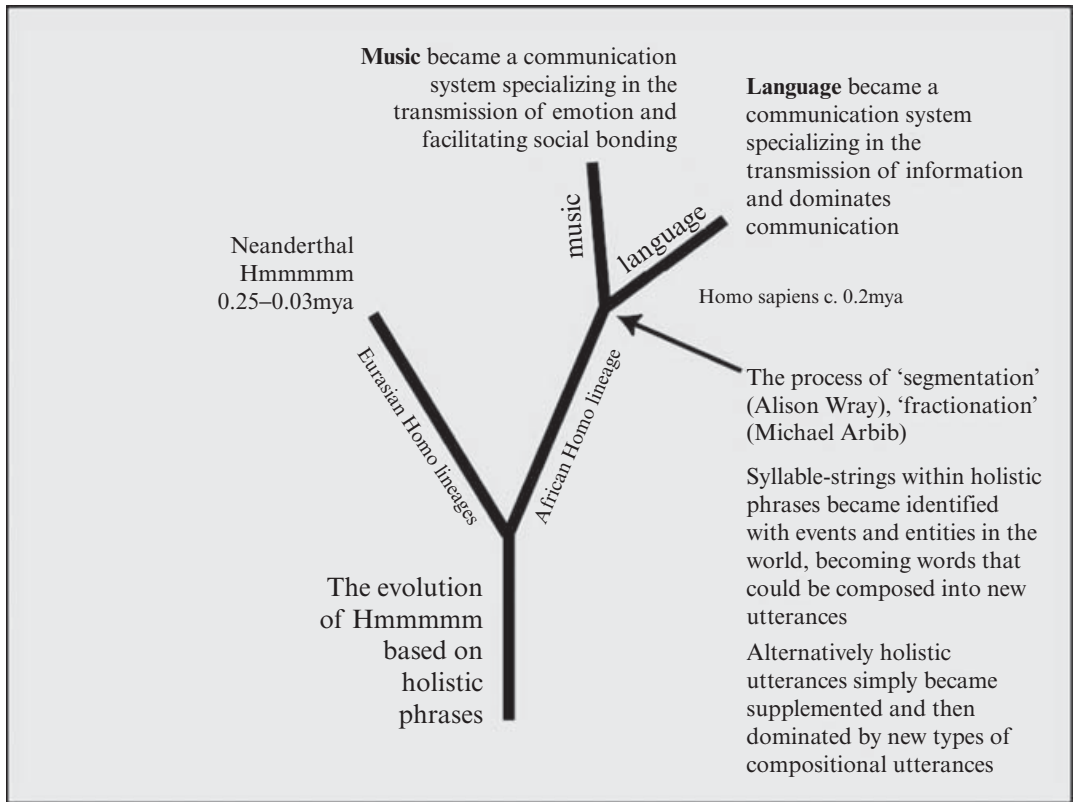 Music became a communication
system specializing in the
transmission of emotion and
facilitating social bonding
Language became a
communication system
specializing in the
transmission of information
and dominates
communication
music
language
Neanderthal
Hmmmmm
0.25–0.03mya
Homo sapiens c. 0.2mya
Eurasian Homo lineages
African Homo lineage
The process of ‘segmentation’
(Alison Wray), ‘fractionation’
(Michael Arbib)
Syllable-strings within holistic
phrases became identified
with events and entities in the
world, becoming words that
could be composed into new
utterances
Alternatively holistic
utterances simply became
supplemented and then
dominated by new types of
compositional utterances
The evolution
of Hmmmmm
based on
holistic
phrases